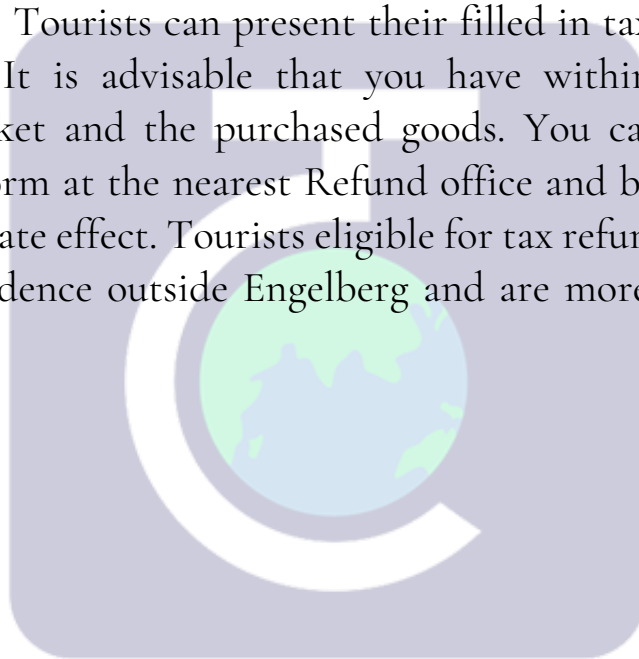 Tourists can present their filled in tax
It is advisable that you have within
ket and the purchased goods. You ca
orm at the nearest Refund office and b
ate effect. Tourists eligible for tax refun
dence outside Engelberg and are more